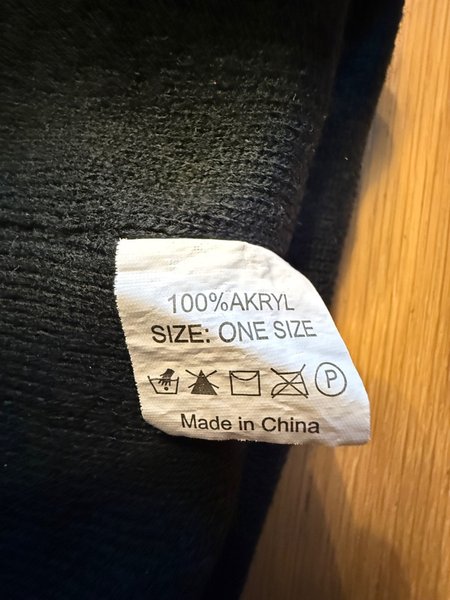 100%AKRYL
SIZE: ONE SIZE
P
Made in China